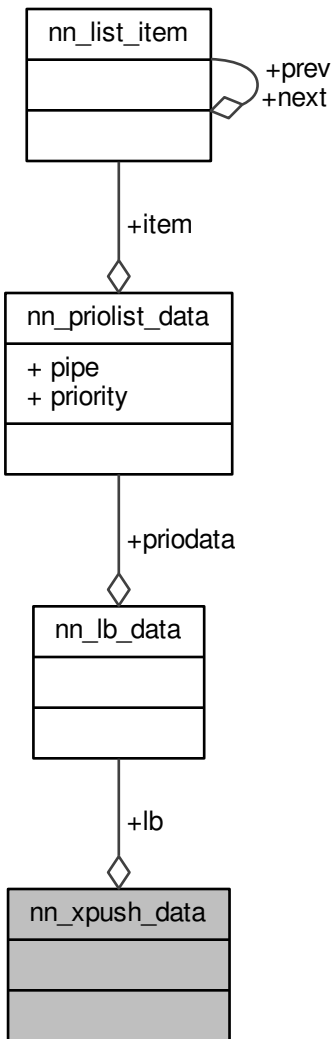 nn_list_item
+prev
+next
+item
nn_priolist_data
+ pipe
+ priority
+priodata
nn_lb_data
+lb
nn_xpush_data